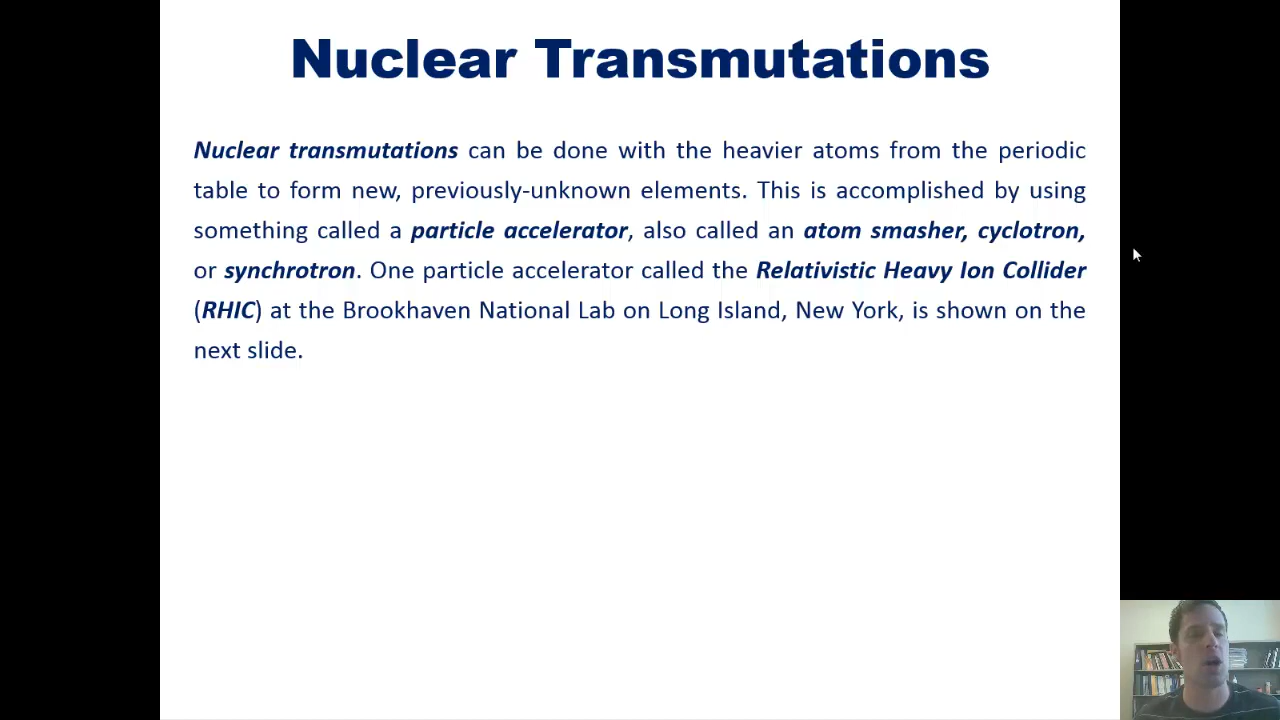 Nuclear Transmutations
Nuclear transmutations can be done with the heavier atoms from the periodic
table to form new, previously-unknown elements. This is accomplished by using
something called a particle accelerator, also called an atom smasher, cyclotron,
or synchrotron. One particle accelerator called the Relativistic Heavy Ion Collider
(RHIC) at the Brookhaven National Lab on Long Island, New York, is shown on the
next slide.